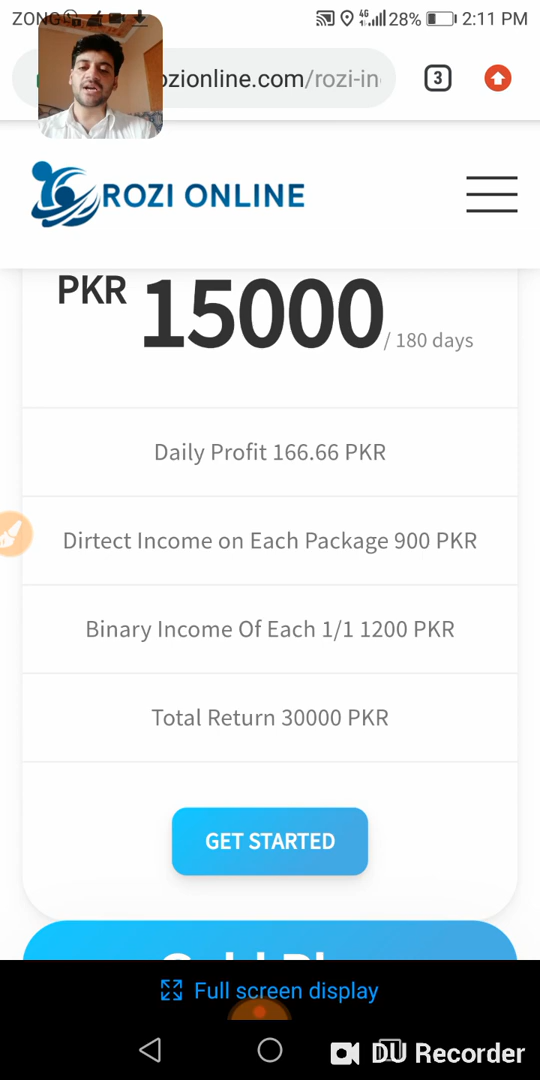 ZONG 4G 28% 2:11 PM
ozionline.com/rozi-in 3
ROZI ONLINE
PKR 15000 / 180 days
Daily Profit 166.66 PKR
Dirtect Income on Each Package 900 PKR
Binary Income Of Each 1/1 1200 PKR
Total Return 30000 PKR
GET STARTED
Full screen display
DU Recorder